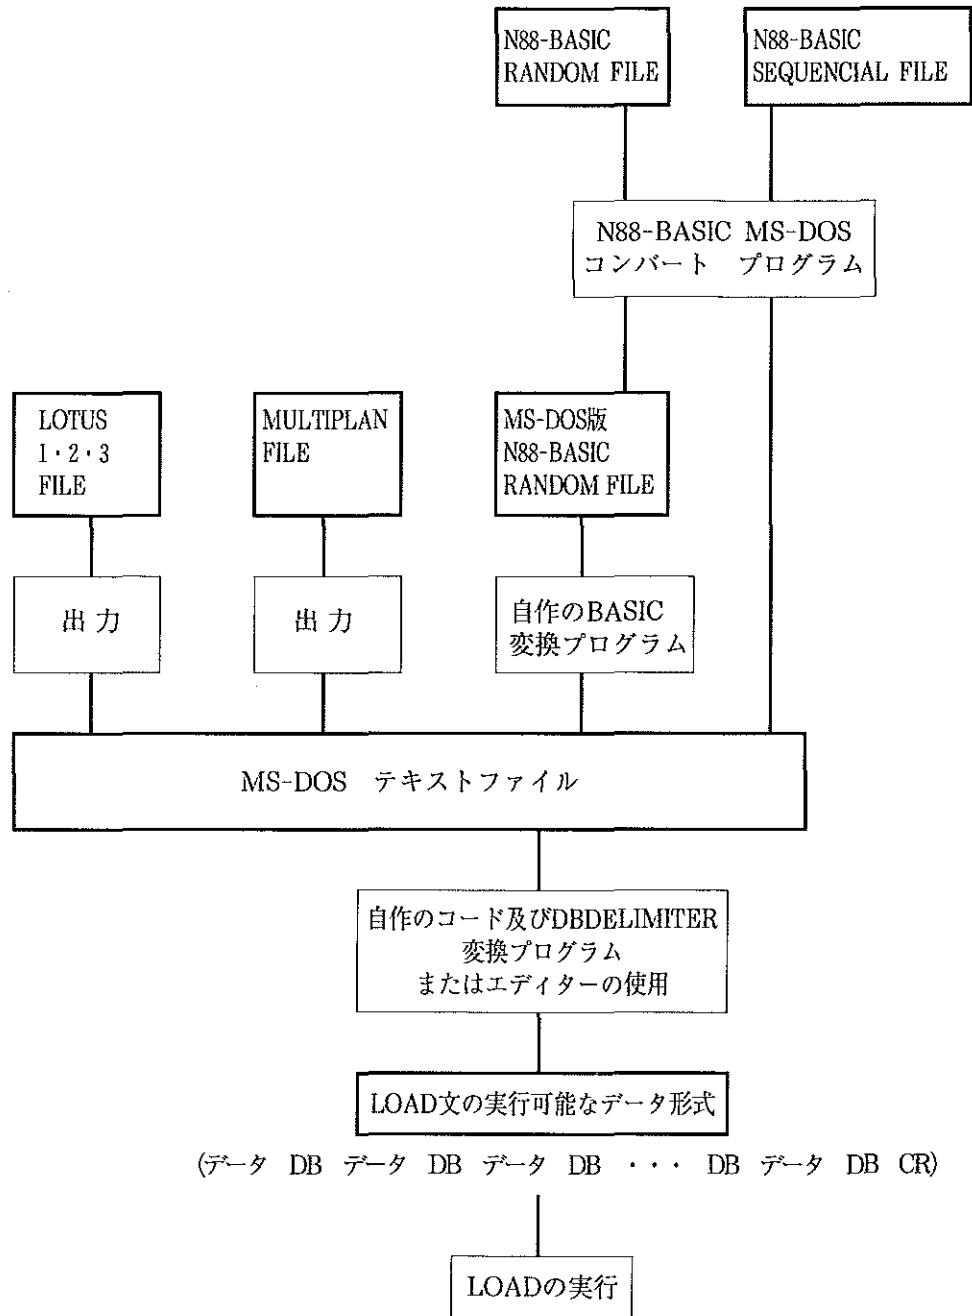 N88-BASIC
RANDOM FILE
N88-BASIC
SEQUENCIAL FILE
N88-BASIC MS-DOS
コンバート プログラム
LOTUS
1・2・3
FILE
MULTIPLAN
FILE
MS-DOS版
N88-BASIC
RANDOM FILE
出力
出力
自作のBASIC
変換プログラム
MS-DOS テキストファイル
自作のコード及びDBDELIMITER
変換プログラム
またはエディターの使用
LOAD文の実行可能なデータ形式
(データ DB データ DB データ DB ・・・ DB データ DB CR)
LOADの実行